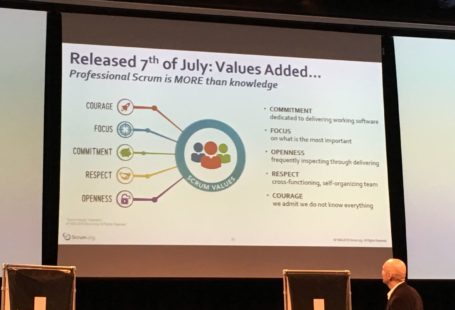 Released 7th of July: Values Added...
Professional Scrum is MORE than knowledge
COURAGE
FOCUS
COMMITMENT
RESPECT
OPENNESS
SCRUM VALUES
• COMMITMENT
dedicated to delivering working software
• FOCUS
on what is the most important
• OPENNESS
frequently inspecting through delivering
• RESPECT
cross-functioning, self-organizing team
• COURAGE
we admit we do not know everything
Scrum.org